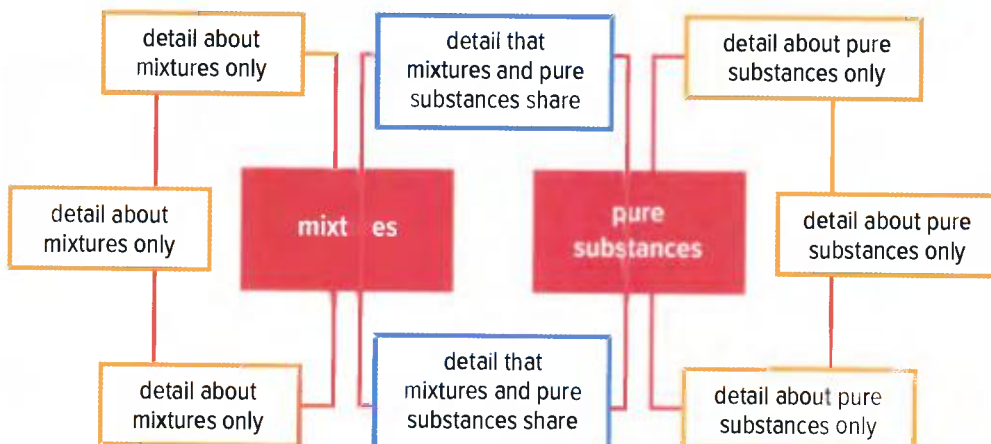 detail about
mixtures only
detail that
mixtures and pure
substances share
detail about pure
substances only
detail about
mixtures only
mixtures
pure
substances
detail about pure
substances only
detail about
mixtures only
detail that
mixtures and pure
substances share
detail about pure
substances only